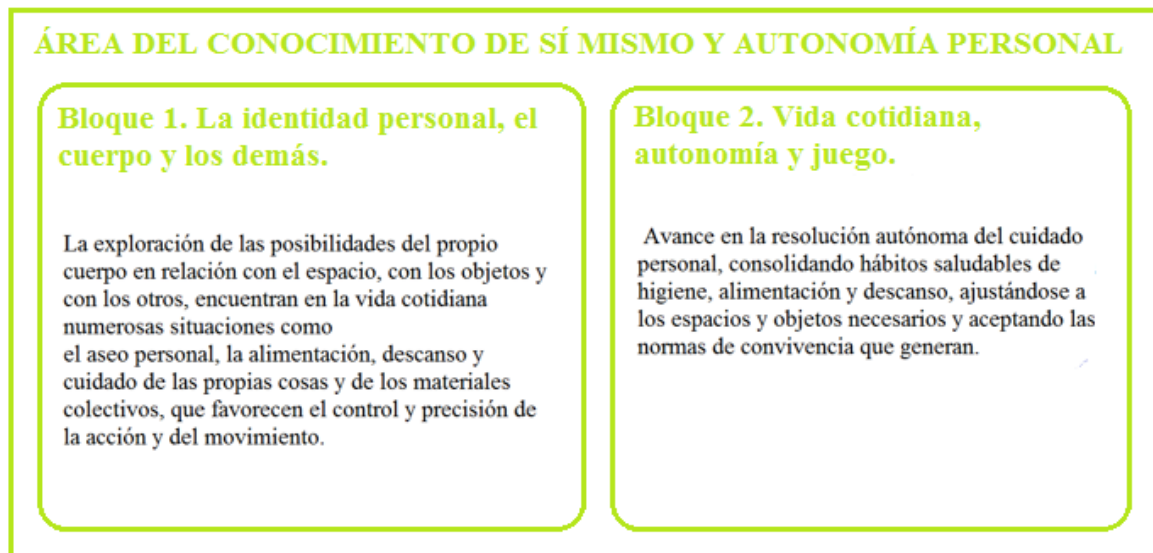 ÁREA DEL CONOCIMIENTO DE SÍ MISMO Y AUTONOMÍA PERSONAL
Bloque 1. La identidad personal, el
cuerpo y los demás.
La exploración de las posibilidades del propio
cuerpo en relación con el espacio, con los objetos y
con los otros, encuentran en la vida cotidiana
numerosas situaciones como
el aseo personal, la alimentación, descanso y
cuidado de las propias cosas y de los materiales
colectivos, que favorecen el control y precisión de
la acción y del movimiento.
Bloque 2. Vida cotidiana,
autonomía y juego.
Avance en la resolución autónoma del cuidado
personal, consolidando hábitos saludables de
higiene, alimentación y descanso, ajustándose a
los espacios y objetos necesarios y aceptando las
normas de convivencia que generan.